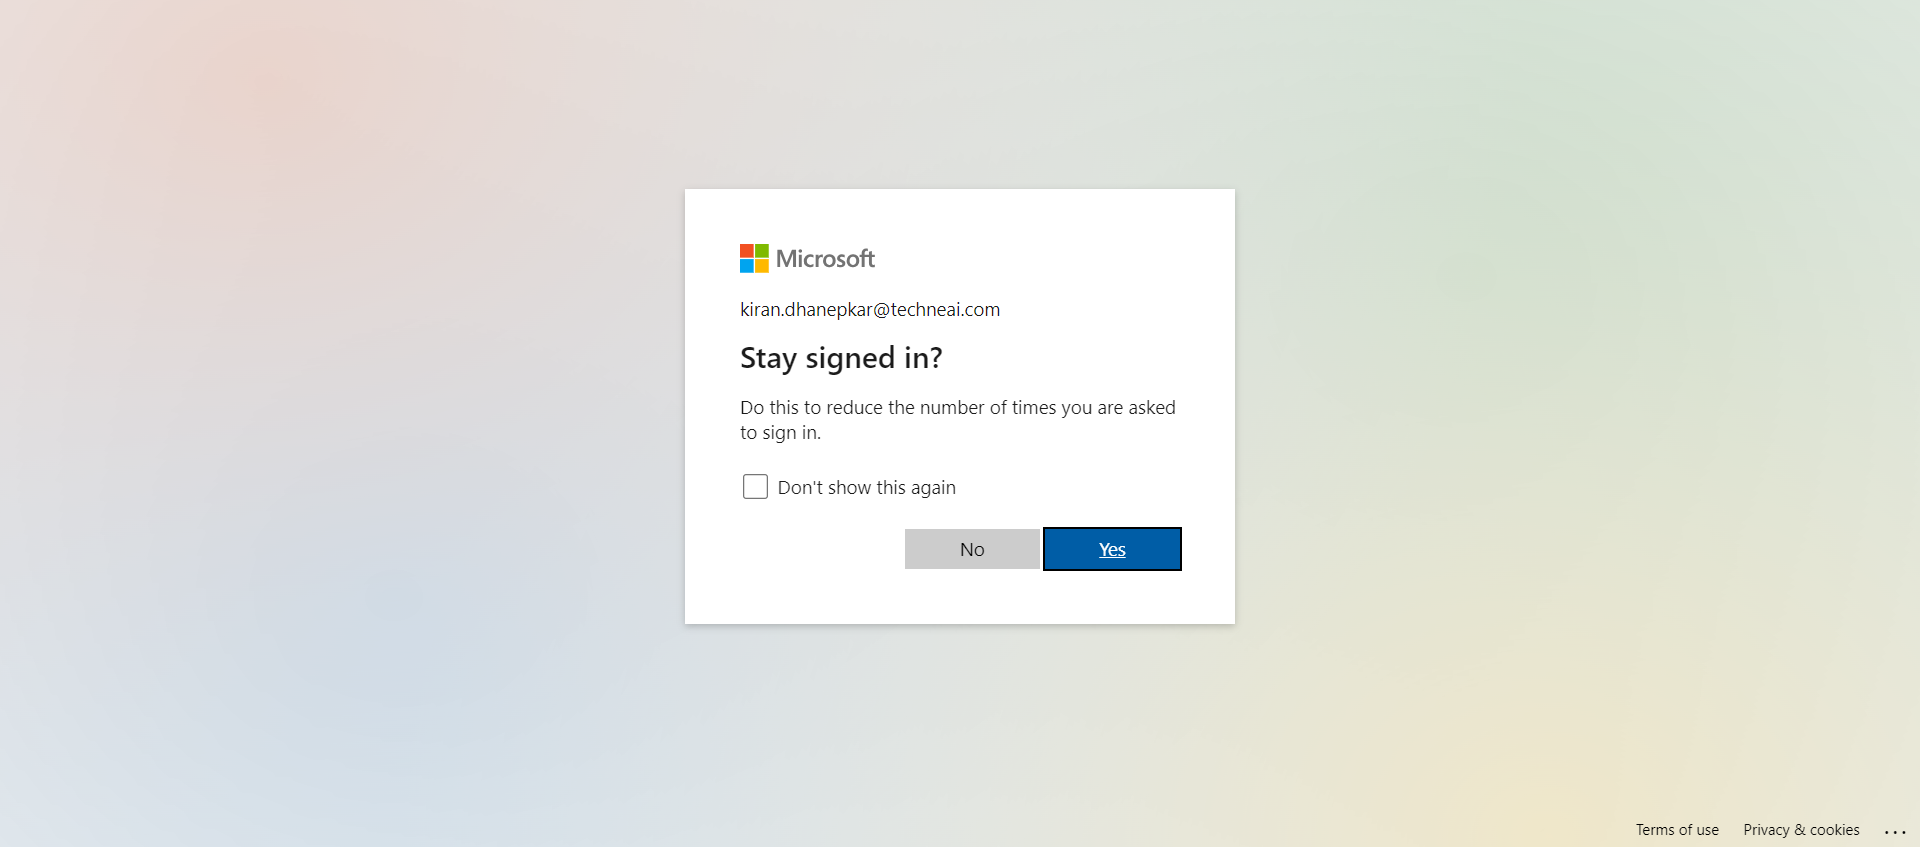 Microsoft
kiran.dhanepkar@techneai.com
Stay signed in?
Do this to reduce the number of times you are asked
to sign in.
Don't show this again
No
Yes
Terms of use
Privacy & cookies
...